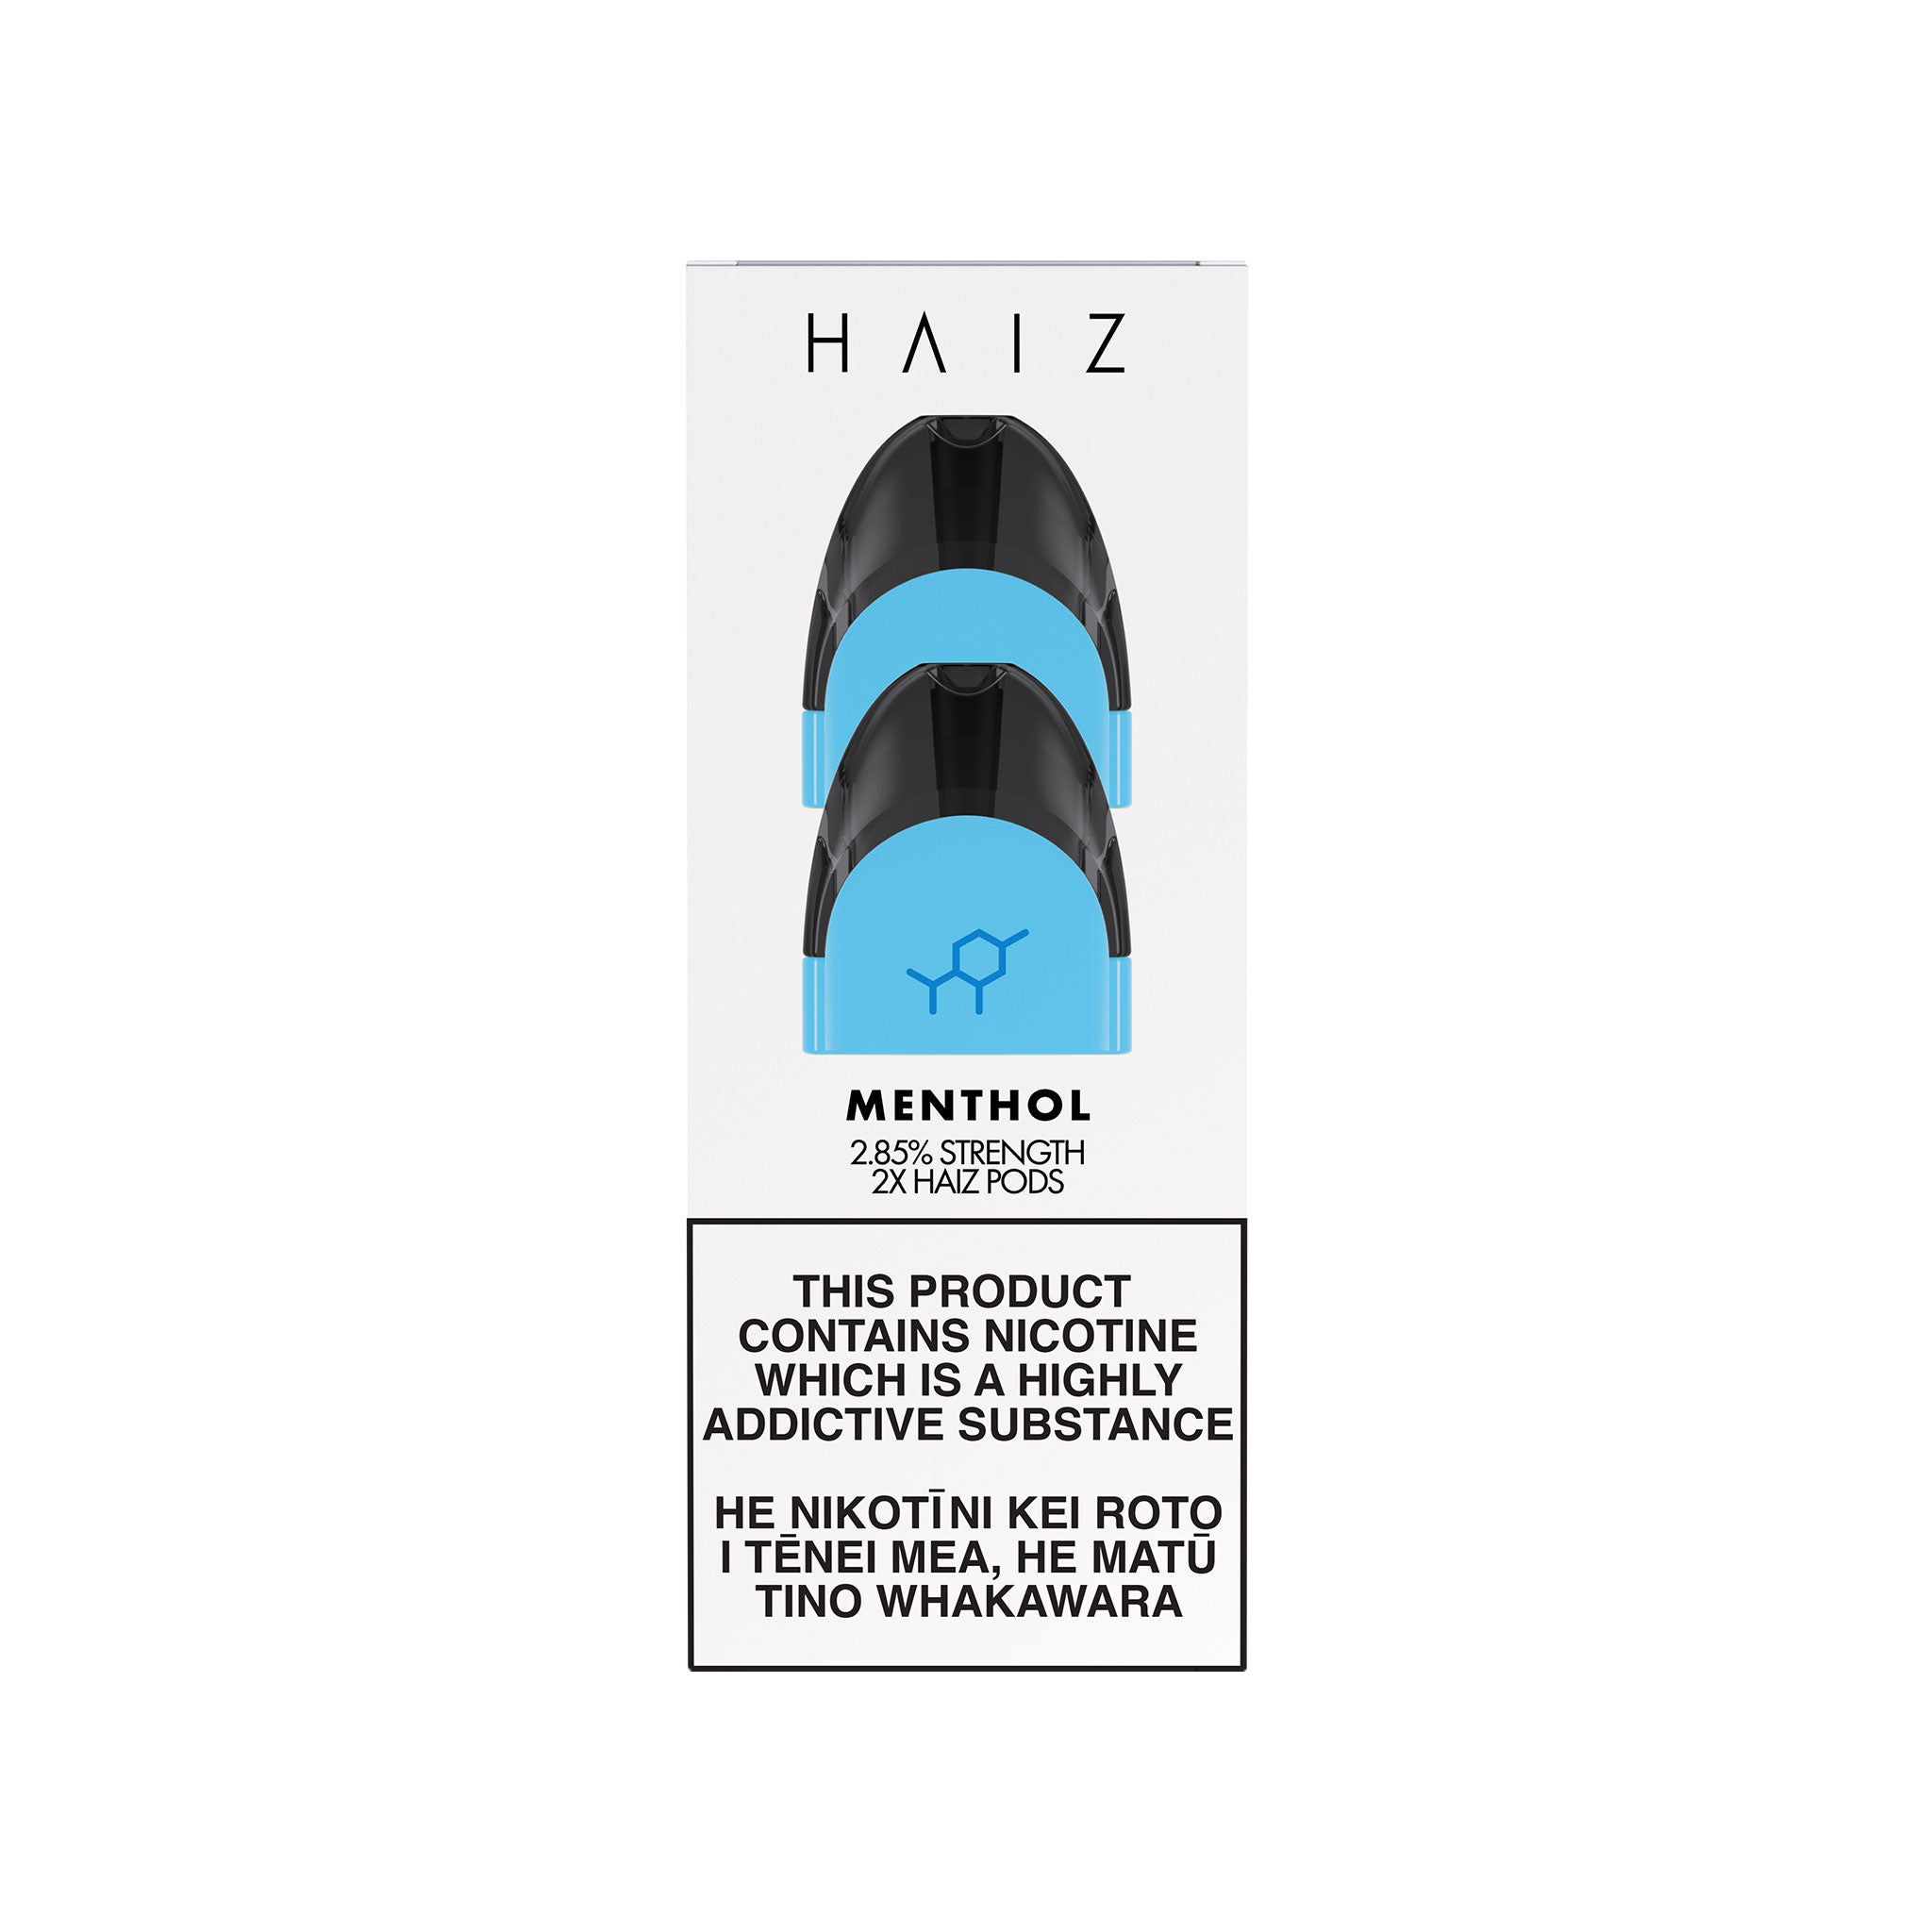 HAIZ
MENTHOL
2.85% STRENGTH
2X HAIZ PODS
THIS PRODUCT
CONTAINS NICOTINE
WHICH IS A HIGHLY
ADDICTIVE SUBSTANCE
HE NIKOTĪNI KEI ROTO
I TĒNEI MEA, HE MATŪ
TINO WHAKAWARA